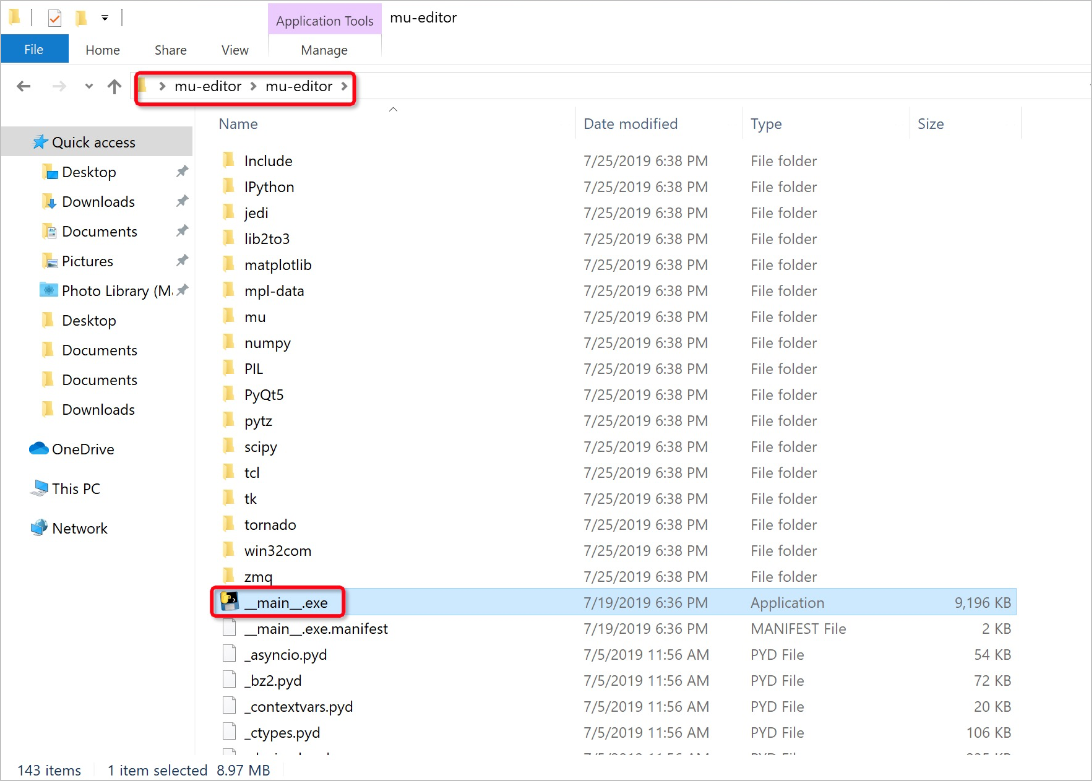 Application Tools mu-editor
File Home Share View Manage
mu-editor mu-editor
Name Date modified Type Size
Quick access
Desktop
Downloads
Documents
Pictures
Photo Library (M
Desktop
Documents
Documents
Downloads
OneDrive
This PC
Network
Include 7/25/2019 6:38 PM File folder
IPython 7/25/2019 6:38 PM File folder
jedi 7/25/2019 6:38 PM File folder
lib2to3 7/25/2019 6:38 PM File folder
matplotlib 7/25/2019 6:38 PM File folder
mpl-data 7/25/2019 6:38 PM File folder
mu 7/25/2019 6:38 PM File folder
numpy 7/25/2019 6:38 PM File folder
PIL 7/25/2019 6:38 PM File folder
PyQt5 7/25/2019 6:38 PM File folder
pytz 7/25/2019 6:38 PM File folder
scipy 7/25/2019 6:38 PM File folder
tcl 7/25/2019 6:38 PM File folder
tk 7/25/2019 6:38 PM File folder
tornado 7/25/2019 6:38 PM File folder
win32com 7/25/2019 6:38 PM File folder
zmq 7/25/2019 6:38 PM File folder
__main__.exe 7/19/2019 6:36 PM Application 9,196 KB
__main__.exe.manifest 7/19/2019 6:36 PM MANIFEST File 2 KB
_asyncio.pyd 7/5/2019 11:56 AM PYD File 54 KB
_bz2.pyd 7/5/2019 11:56 AM PYD File 72 KB
_contextvars.pyd 7/5/2019 11:56 AM PYD File 20 KB
_ctypes.pyd 7/5/2019 11:56 AM PYD File 106 KB
143 items 1 item selected 8.97 MB